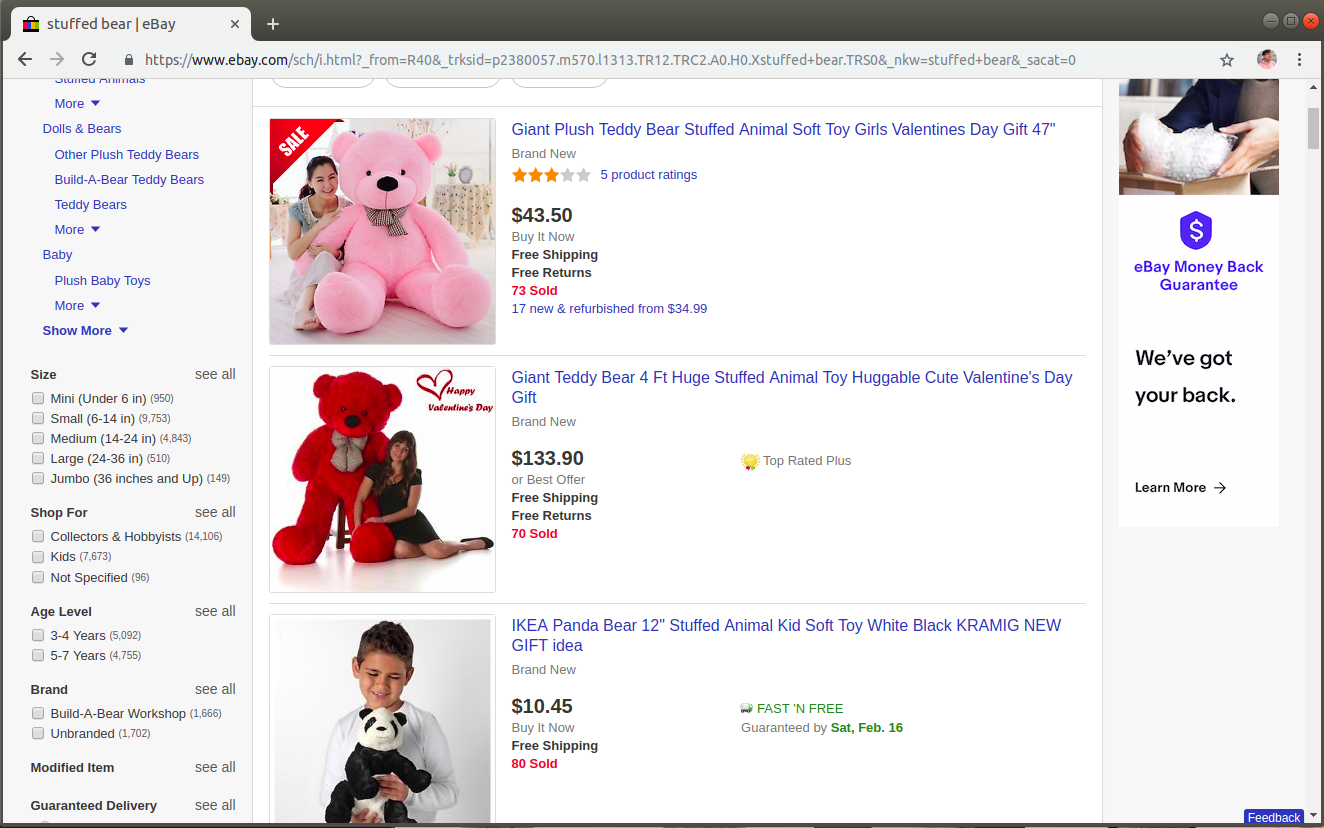 stuffed bear | eBay
https://www.ebay.com/sch/i.html?_from=R40&_trksid=p2380057.m570.l1313.TR12.TRC2.A0.H0.Xstuffed+bear.TRS0&_nkw=stuffed+bear&_sacat=0
Stuffed Animals
More
Dolls & Bears
Other Plush Teddy Bears
Build-A-Bear Teddy Bears
Teddy Bears
More
Baby
Plush Baby Toys
More
Show More
Size see all
Mini (Under 6 in) (950)
Small (6-14 in) (9,753)
Medium (14-24 in) (4,843)
Large (24-36 in) (510)
Jumbo (36 inches and Up) (149)
Shop For see all
Collectors & Hobbyists (14,106)
Kids (7,673)
Not Specified (96)
Age Level see all
3-4 Years (5,092)
5-7 Years (4,755)
Brand see all
Build-A-Bear Workshop (1,666)
Unbranded (1,702)
Modified Item see all
Guaranteed Delivery see all
SALE
Giant Plush Teddy Bear Stuffed Animal Soft Toy Girls Valentines Day Gift 47"
Brand New
5 product ratings
$43.50
Buy It Now
Free Shipping
Free Returns
73 Sold
17 new & refurbished from $34.99
Happy
Valentine's Day
Giant Teddy Bear 4 Ft Huge Stuffed Animal Toy Huggable Cute Valentine's Day
Gift
Brand New
$133.90
Top Rated Plus
or Best Offer
Free Shipping
Free Returns
70 Sold
IKEA Panda Bear 12" Stuffed Animal Kid Soft Toy White Black KRAMIG NEW
GIFT idea
Brand New
$10.45
FAST 'N FREE
Buy It Now
Guaranteed by Sat, Feb. 16
Free Shipping
80 Sold
$
eBay Money Back
Guarantee
We've got
your back.
Learn More
Feedback